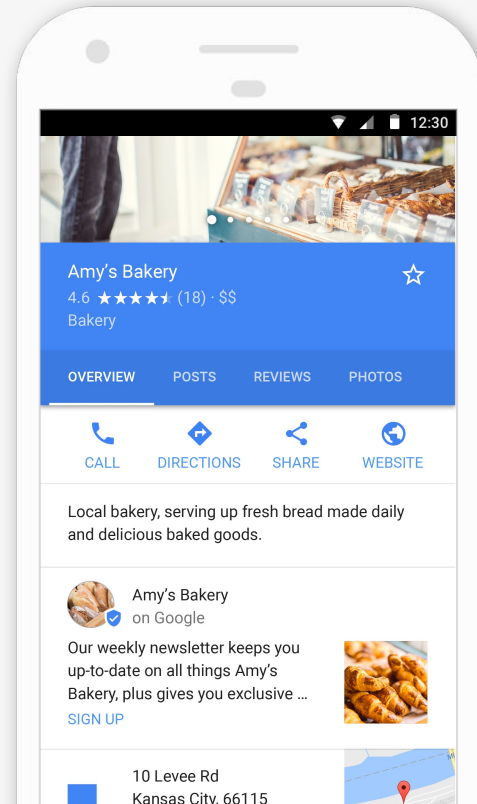 12:30
Amy's Bakery
4.6 (18) · $$
Bakery
OVERVIEW POSTS REVIEWS PHOTOS
CALL DIRECTIONS SHARE WEBSITE
Local bakery, serving up fresh bread made daily
and delicious baked goods.
Amy's Bakery
on Google
Our weekly newsletter keeps you
up-to-date on all things Amy's
Bakery, plus gives you exclusive ...
SIGN UP
10 Levee Rd
Kansas City, 66115